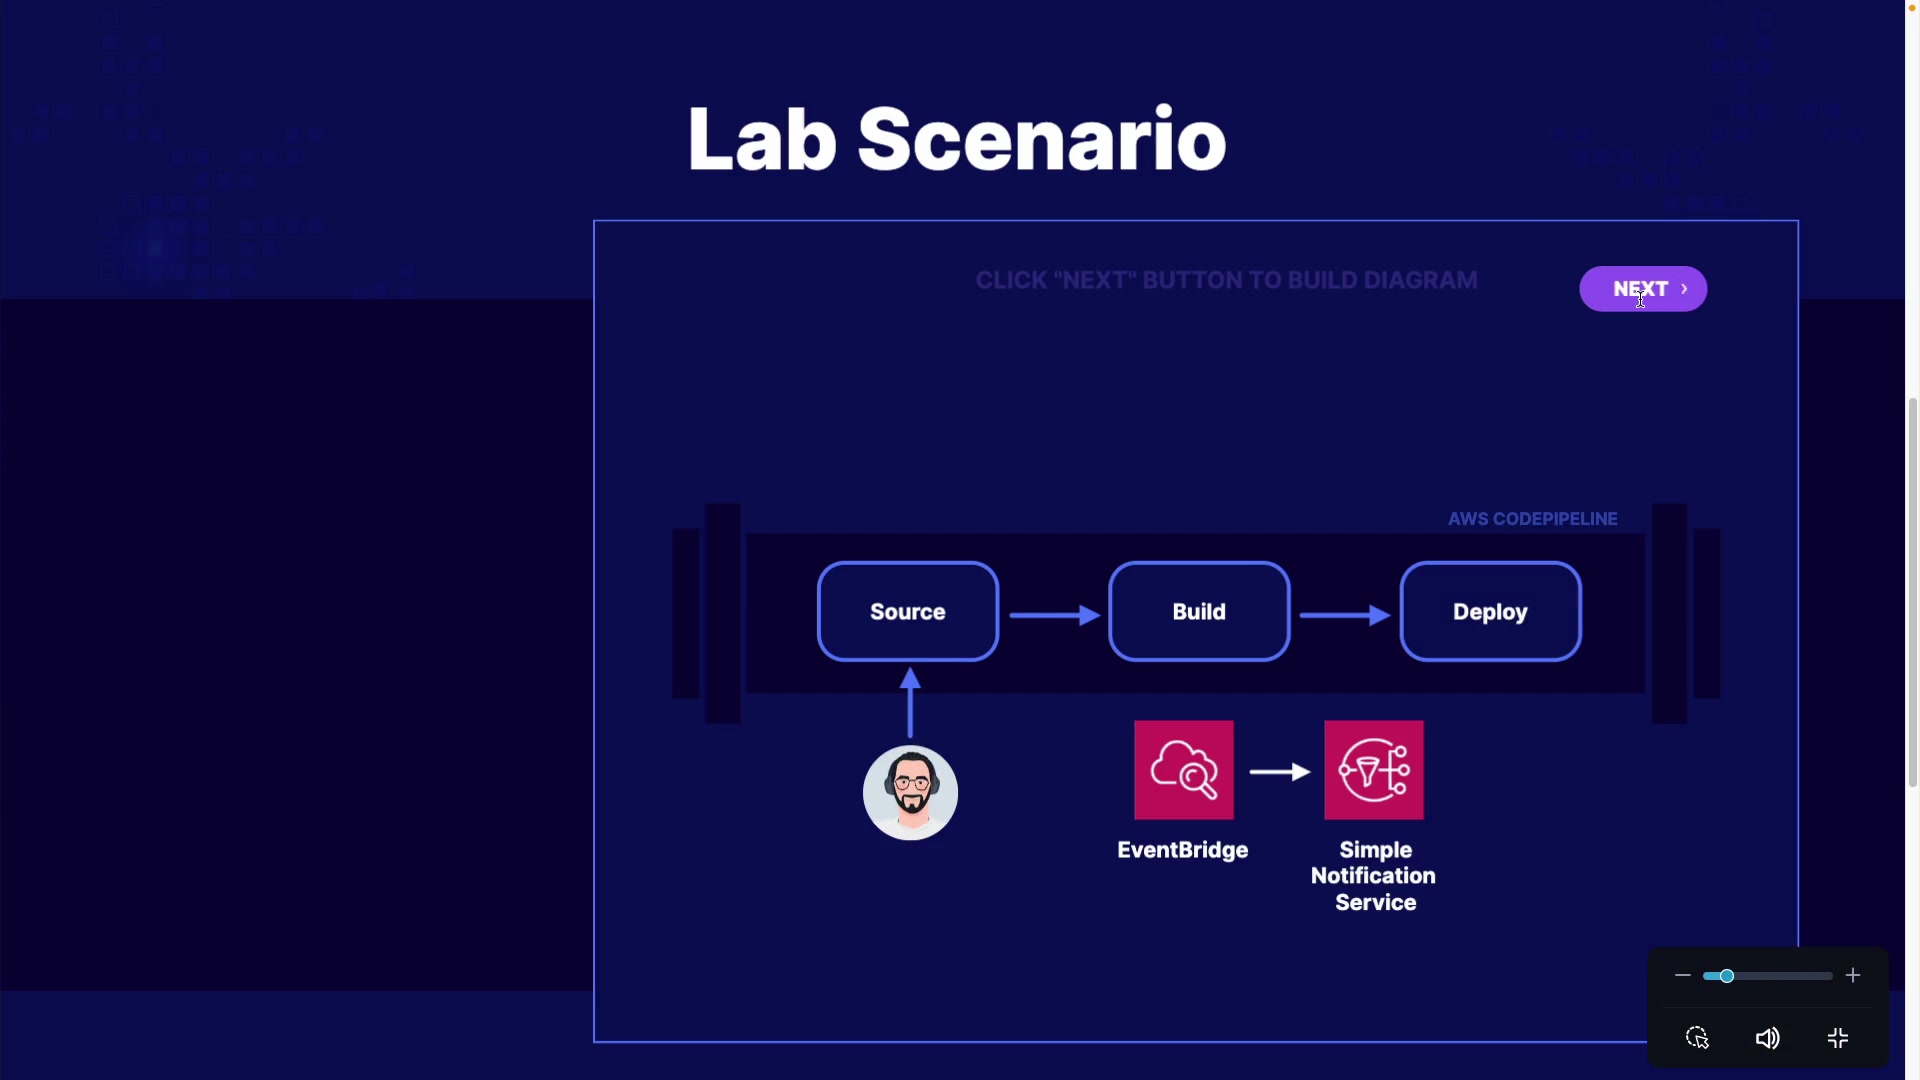 Lab Scenario
CLICK "NEXT" BUTTON TO BUILD DIAGRAM
NEXT ›
AWS CODEPIPELINE
Source
Build
Deploy
EventBridge
Simple
Notification
Service